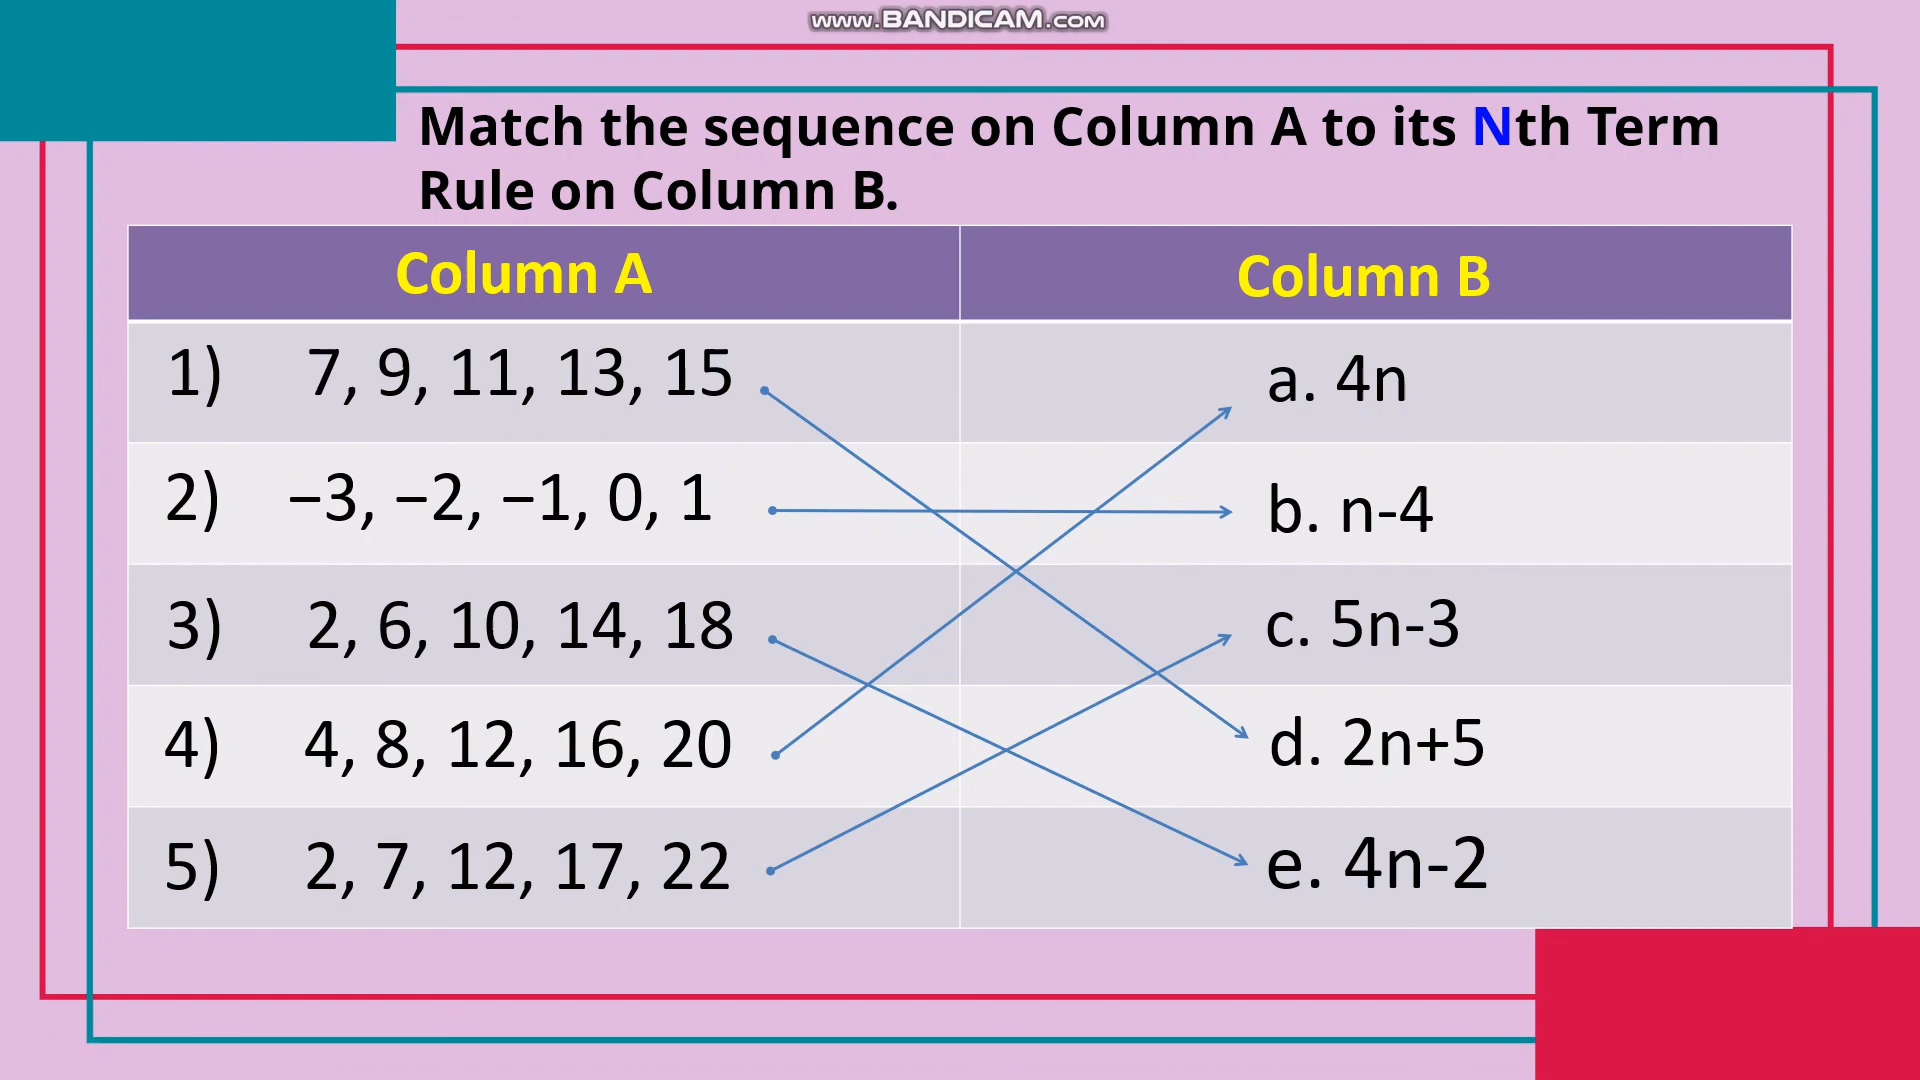 www.BANDICAM.com
Match the sequence on Column A to its Nth Term
Rule on Column B.
Column A
Column B
1) 7, 9, 11, 13, 15
a. 4n
2) −3, −2, −1, 0, 1
b. n-4
3) 2, 6, 10, 14, 18
c. 5n-3
4) 4, 8, 12, 16, 20
d. 2n+5
5) 2, 7, 12, 17, 22
e. 4n-2